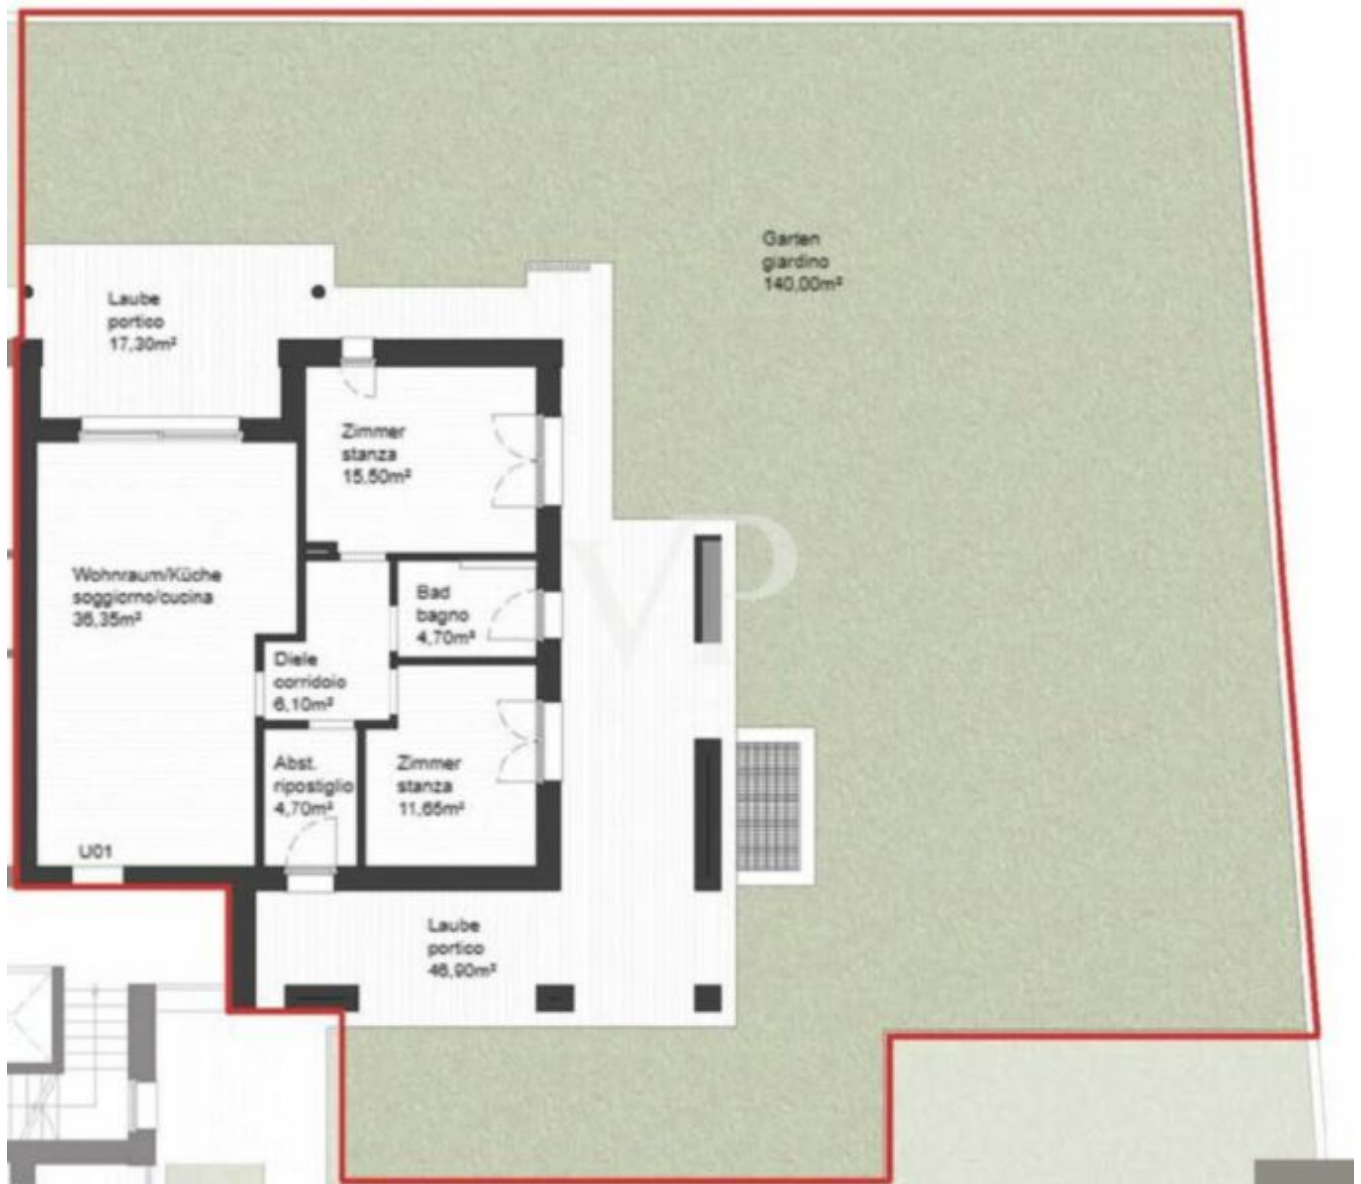 Garten
giardino
140,00m²
Laube
portico
17,30m²
Zimmer
stanza
15,50m²
Wohnraum/Küche
soggiorno/cucina
36,35m²
Bad
bagno
4,70m²
Diele
corridoio
6,10m²
Abst.
ripostiglio
4,70m²
Zimmer
stanza
11,65m²
U01
Laube
portico
46,90m²
VP